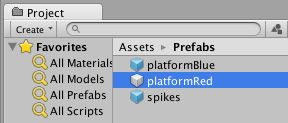 Project
Create
Favorites
All Materials
All Models
All Prefabs
All Scripts
Assets Prefabs
platformBlue
platformRed
spikes